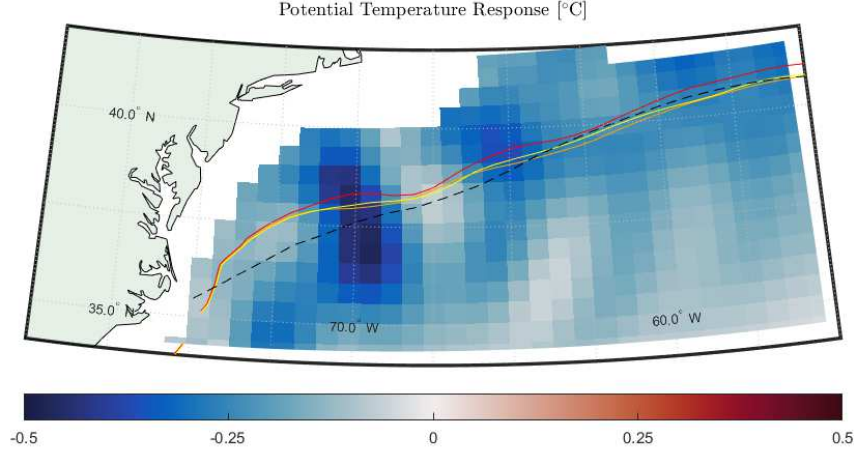 Potential Temperature Response [°C]
40.0° N
35.0° N
70.0° W
60.0° W
-0.5 -0.25 0 0.25 0.5